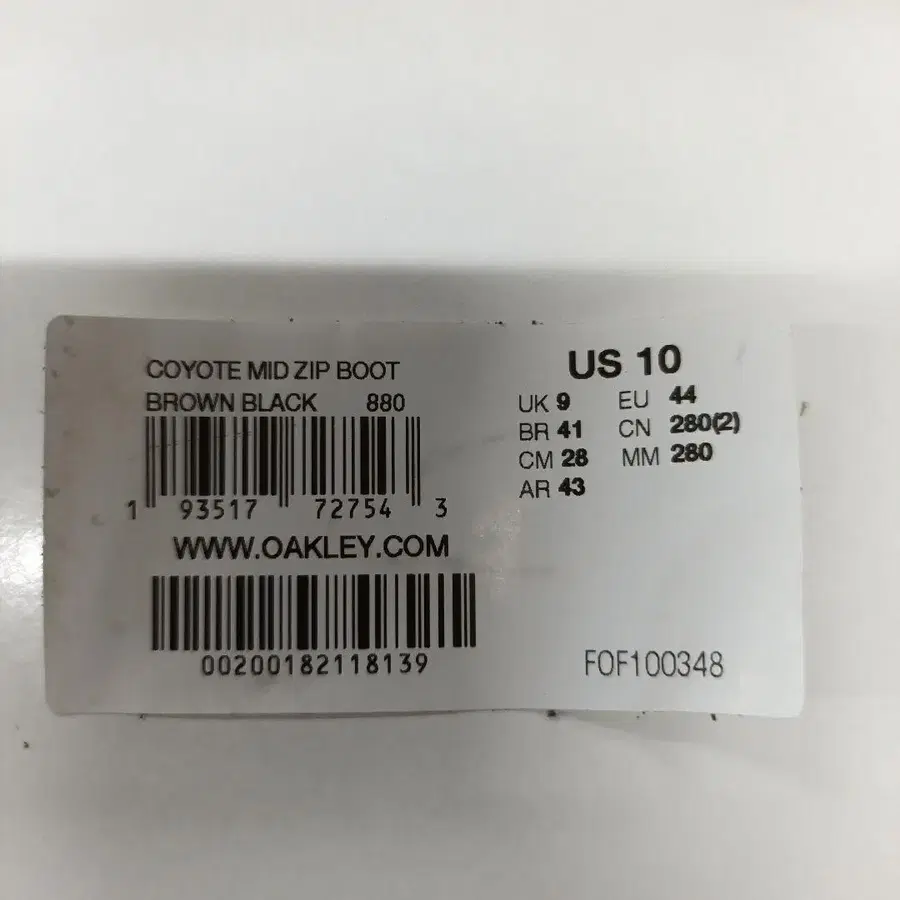 COYOTE MID ZIP BOOT
BROWN BLACK 880
1 93517 72754 3
WWW.OAKLEY.COM
00200182118139
US 10
UK 9 EU 44
BR 41 CN 280(2)
CM 28 MM 280
AR 43
FOF100348